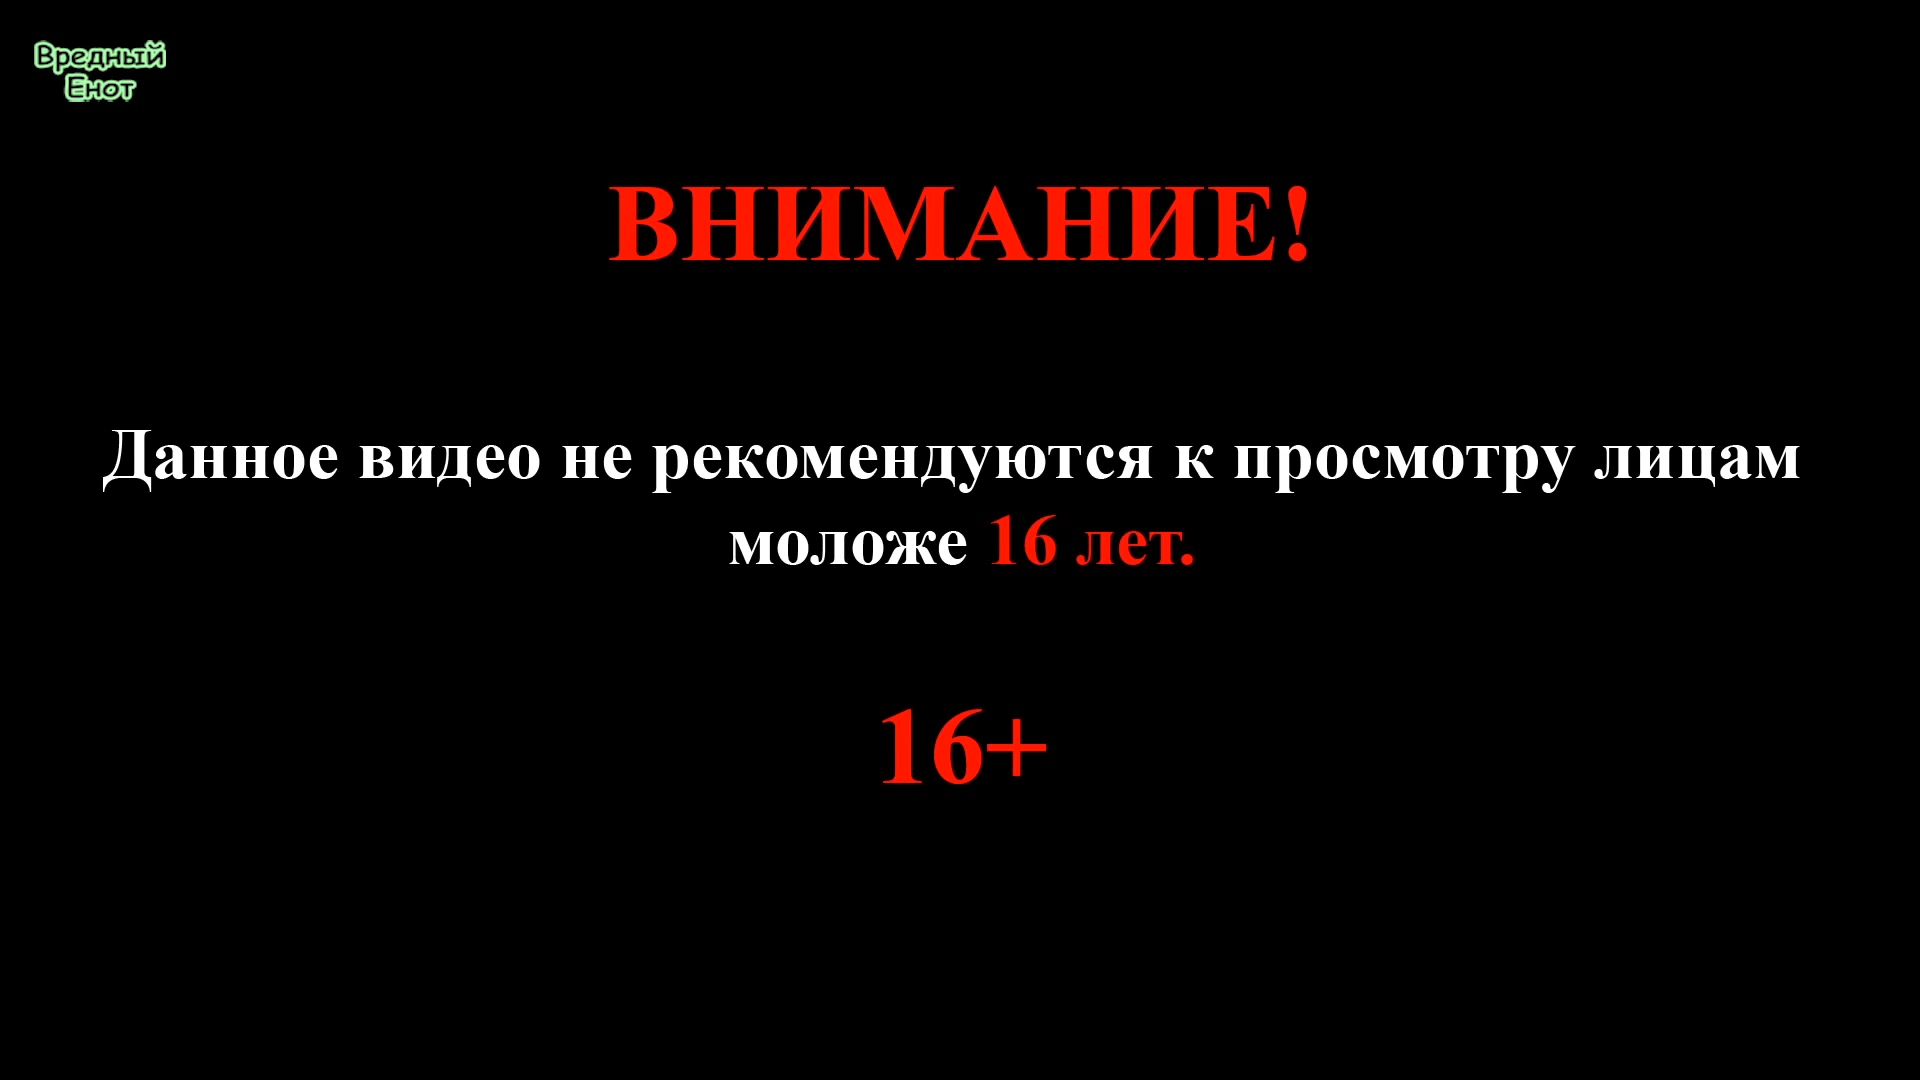 Вредный
Енот
ВНИМАНИЕ!
Данное видео не рекомендуются к просмотру лицам
моложе 16 лет.
16+